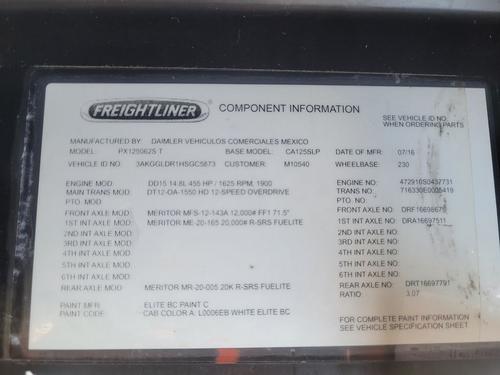 FREIGHTLINER COMPONENT INFORMATION
SEE VEHICLE ID NO.
WHEN ORDERING PARTS
MANUFACTURED BY: DAIMLER VEHICULOS COMERCIALES MEXICO
MODEL: PX125062S T BASE MODEL: CA125SLP DATE OF MFG: 07/16
VEHICLE ID NO: 3AKGGLDR1HSGC5873 CUSTOMER: M10540 WHEELBASE: 230
ENGINE MOD: DD15 14.8L 455 HP / 1625 RPM, 1900 ENGINE NO: 472910S0437731
MAIN TRANS MOD: DT12-OA-1550 HD 12-SPEED OVERDRIVE TRANS NO: 716330E0005419
PTO. MOD PTO. NO:
FRONT AXLE MOD: MERITOR MFS-12-143A 12,000# FF1 71.5" FRONT AXLE NO: DRF16698679
1ST INT AXLE MOD: MERITOR ME-20-165 20,000# R-SRS FUELITE 1ST INT AXLE NO: DRA16697511
2ND INT AXLE MOD: 2ND INT AXLE NO:
3RD INT AXLE MOD: 3RD INT AXLE NO:
4TH INT AXLE MOD: 4TH INT AXLE NO:
5TH INT AXLE MOD: 5TH INT AXLE NO:
6TH INT AXLE MOD: 6TH INT AXLE NO:
REAR AXLE MOD: MERITOR MR-20-005 20K R-SRS FUELITE REAR AXLE NO: DRT16697791
RATIO: 3.07
PAINT MFR: ELITE BC PAINT C
PAINT CODE: CAB COLOR A: L0006EB WHITE ELITE BC
FOR COMPLETE PAINT INFORMATION
SEE VEHICLE SPECIFICATION SHEET